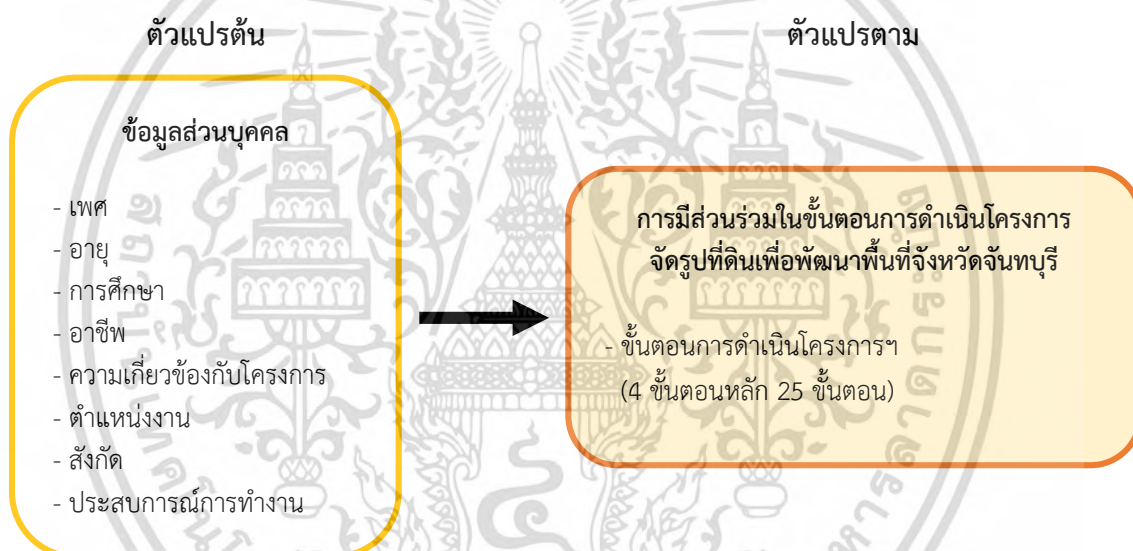 ตัวแปรต้น
ตัวแปรตาม
ข้อมูลส่วนบุคคล
- เพศ
- อายุ
- การศึกษา
- อาชีพ
- ความเกี่ยวข้องกับโครงการ
- ตำแหน่งงาน
- สังกัด
- ประสบการณ์การทำงาน
การมีส่วนร่วมในขั้นตอนการดำเนินโครงการ
จัดรูปที่ดินเพื่อพัฒนาพื้นที่จังหวัดจันทบุรี
- ขั้นตอนการดำเนินโครงการฯ
(4 ขั้นตอนหลัก 25 ขั้นตอน)